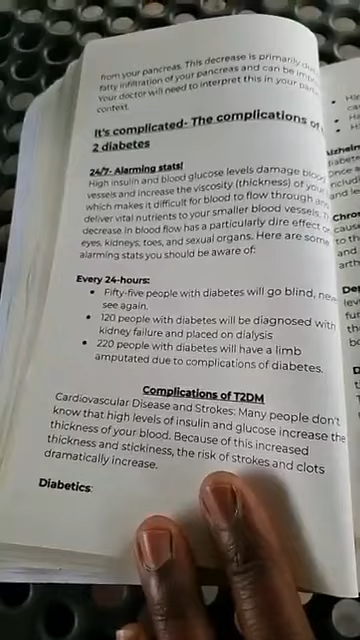 from your pancreas. This decrease is primarily due
fatty infiltration of your pancreas and can be
Your doctor will need to interpret this in your
context.
It's complicated- The complications of
2 diabetes
24/7- Alarming stats!
High insulin and blood glucose levels damage blood
vessels and increase the viscosity (thickness) of your
which makes it difficult for blood to flow through and
deliver vital nutrients to your smaller blood vessels.
decrease in blood flow has a particularly dire effect on
eyes, kidneys, toes, and sexual organs. Here are some
alarming stats you should be aware of:
Every 24-hours:
• Fifty-five people with diabetes will go blind,
see again.
• 120 people with diabetes will be diagnosed with
kidney failure and placed on dialysis
• 220 people with diabetes will have a limb
amputated due to complications of diabetes.
Complications of T2DM
Cardiovascular Disease and Strokes: Many people don't
know that high levels of insulin and glucose increase the
thickness of your blood. Because of this increased
thickness and stickiness, the risk of strokes and clots
dramatically increase.
Diabetics: